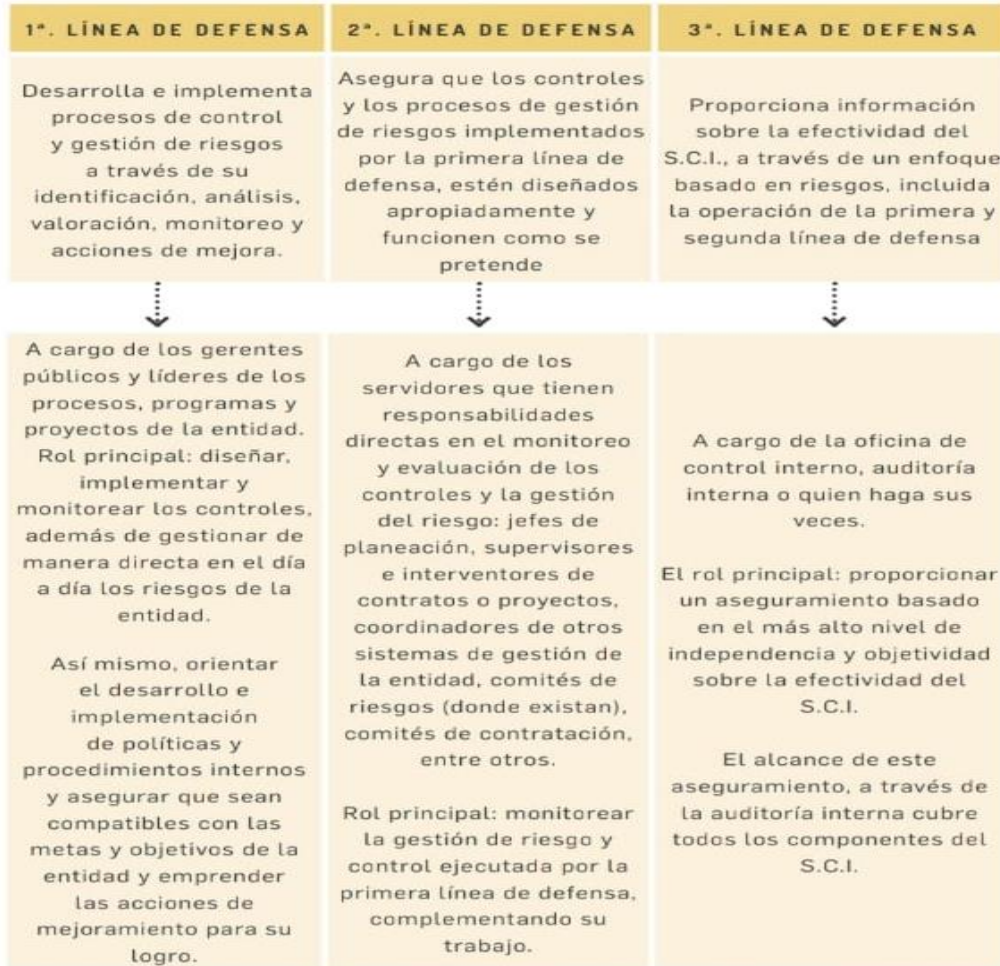 1ª. LÍNEA DE DEFENSA
Desarrolla e implementa
procesos de control
y gestión de riesgos
a través de su
identificación, análisis,
valoración, monitoreo y
acciones de mejora.
A cargo de los gerentes
públicos y líderes de los
procesos, programas y
proyectos de la entidad.
Rol principal: diseñar,
implementar y
monitorear los controles,
además de gestionar de
manera directa en el día
a día los riesgos de la
entidad.
Así mismo, orientar
el desarrollo e
implementación
de políticas y
procedimientos internos
y asegurar que sean
compatibles con las
metas y objetivos de la
entidad y emprender
las acciones de
mejoramiento para su
logro.
2ª. LÍNEA DE DEFENSA
Asegura que los controles
y los procesos de gestión
de riesgos implementados
por la primera línea de
defensa, estén diseñados
apropiadamente y
funcionen como se
pretende
A cargo de los
servidores que tienen
responsabilidades
directas en el monitoreo
y evaluación de los
controles y la gestión
del riesgo: jefes de
planeación, supervisores
e interventores de
contratos o proyectos,
coordinadores de otros
sistemas de gestión de
la entidad, comités de
riesgos (donde existan),
comités de contratación,
entre otros.
Rol principal: monitorear
la gestión de riesgo y
control ejecutada por la
primera línea de defensa,
complementando su
trabajo.
3ª. LÍNEA DE DEFENSA
Proporciona información
sobre la efectividad del
S.C.I., a través de un enfoque
basado en riesgos, incluida
la operación de la primera y
segunda línea de defensa
A cargo de la oficina de
control interno, auditoría
interna o quien haga sus
veces.
El rol principal: proporcionar
un aseguramiento basado
en el más alto nivel de
independencia y objetividad
sobre la efectividad del
S.C.I.
El alcance de este
aseguramiento, a través de
la auditoría interna cubre
todos los componentes del
S.C.I.